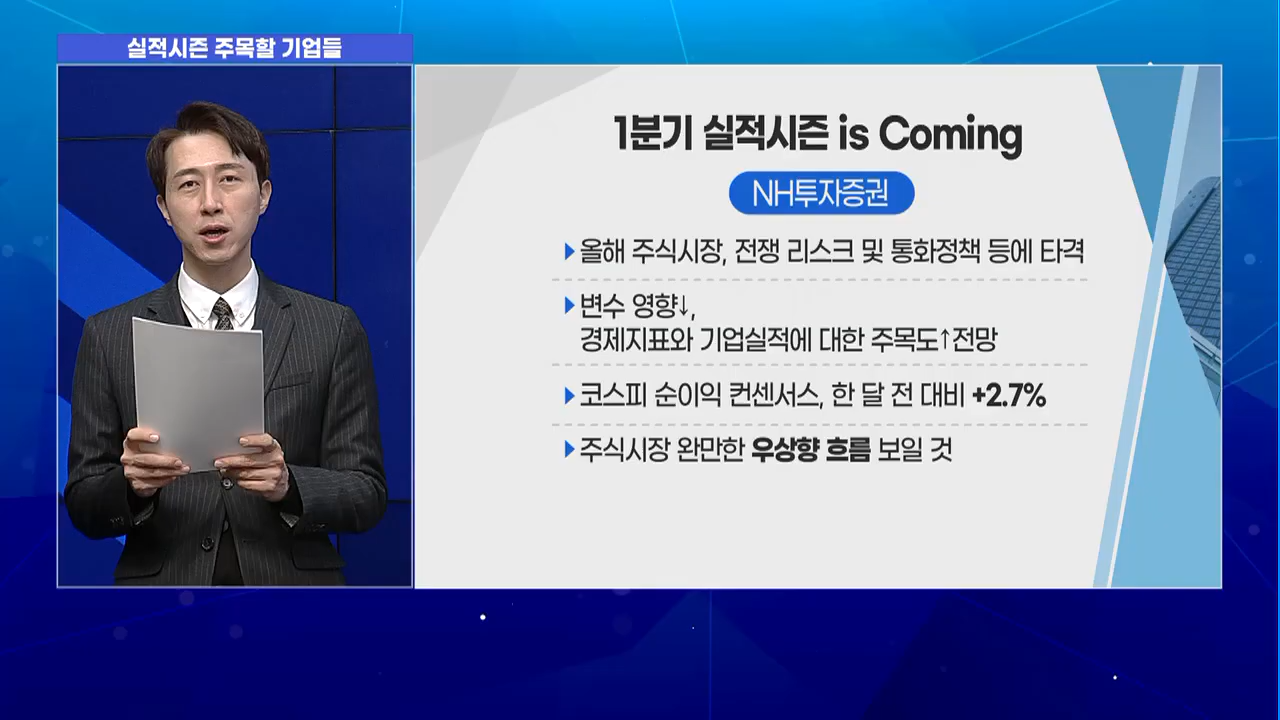 실적시즌 주목할 기업들
1분기 실적시즌 is Coming
NH투자증권
▶올해 주식시장, 전쟁 리스크 및 통화정책 등에 타격
▶변수 영향↓,
경제지표와 기업실적에 대한 주목도↑전망
▶코스피 순이익 컨센서스, 한 달 전 대비 +2.7%
▶주식시장 완만한 우상향 흐름 보일 것